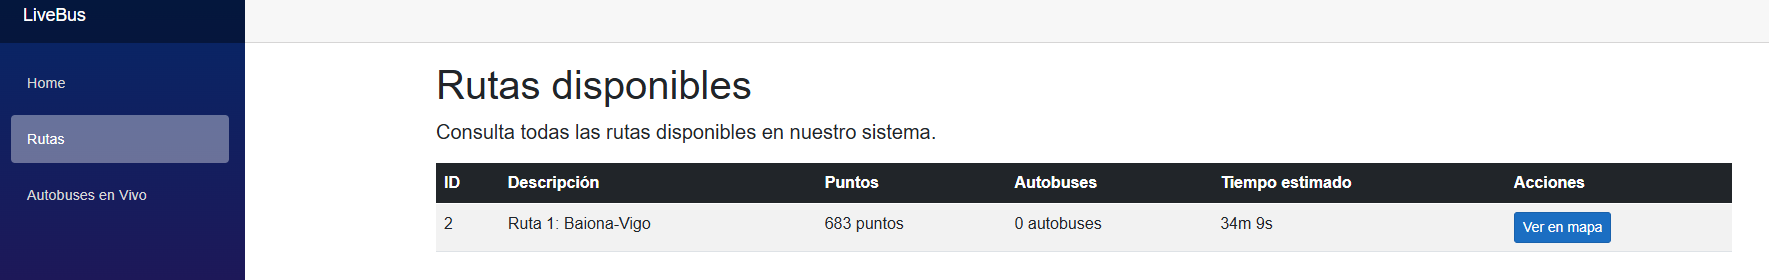 LiveBus
Home
Rutas
Autobuses en Vivo
Rutas disponibles
Consulta todas las rutas disponibles en nuestro sistema.
ID Descripción Puntos Autobuses Tiempo estimado Acciones
2 Ruta 1: Baiona-Vigo 683 puntos 0 autobuses 34m 9s Ver en mapa